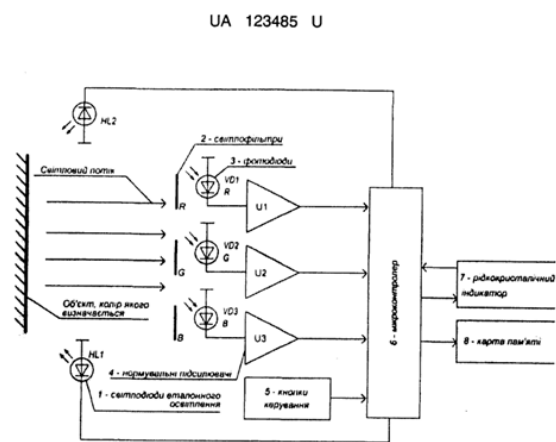 UA 123485 U
HL2
2 - світлофільтри
Світловий потік
3 - фотодіоди
VD1
R
R
U1
VD2
G
G
U2
7 - рідкокристалічний
індикатор
6 - мікроконтролер
Об'єкт, колір якого
визначається
VD3
B
B
U3
8 - карта пам'яті
HL1
4 - нормувальні підсилювачі
1 - світлодіоди еталонного
освітлення
5 - кнопки
керування